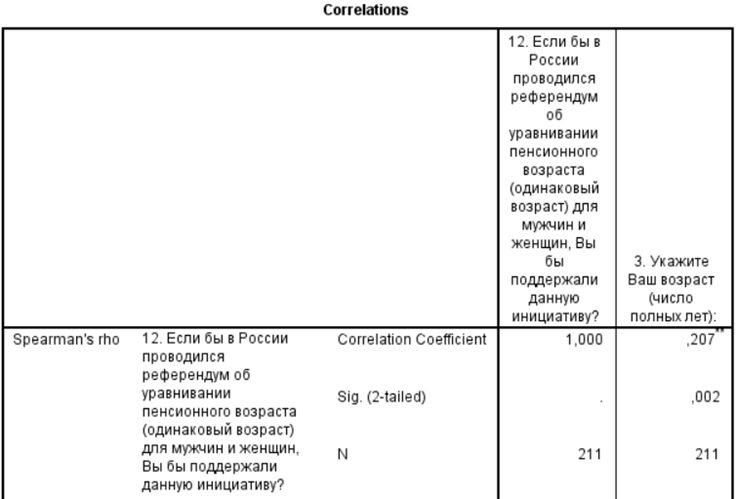 Correlations
12. Если бы в
России
проводился
референдум
об
уравнивании
пенсионного
возраста
(одинаковый
возраст) для
мужчин и
женщин, Вы
бы
поддержали
данную
инициативу?
3. Укажите
Ваш возраст
(число
полных лет):
Spearman's rho
12. Если бы в России
проводился
референдум об
уравнивании
пенсионного возраста
(одинаковый возраст)
для мужчин и женщин,
Вы бы поддержали
данную инициативу?
Correlation Coefficient 1,000 ,207**
Sig. (2-tailed) . ,002
N 211 211